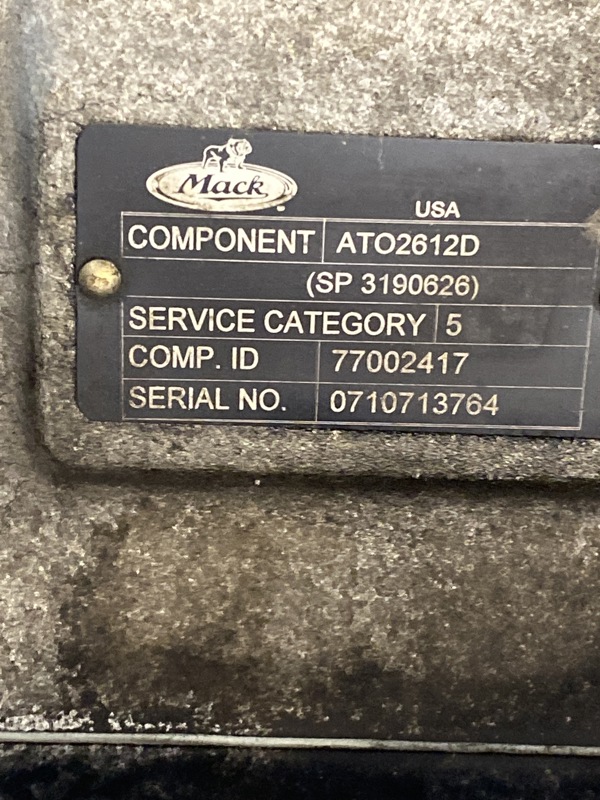 Mack
USA
COMPONENT ATO2612D
(SP 3190626)
SERVICE CATEGORY 5
COMP. ID 77002417
SERIAL NO. 0710713764